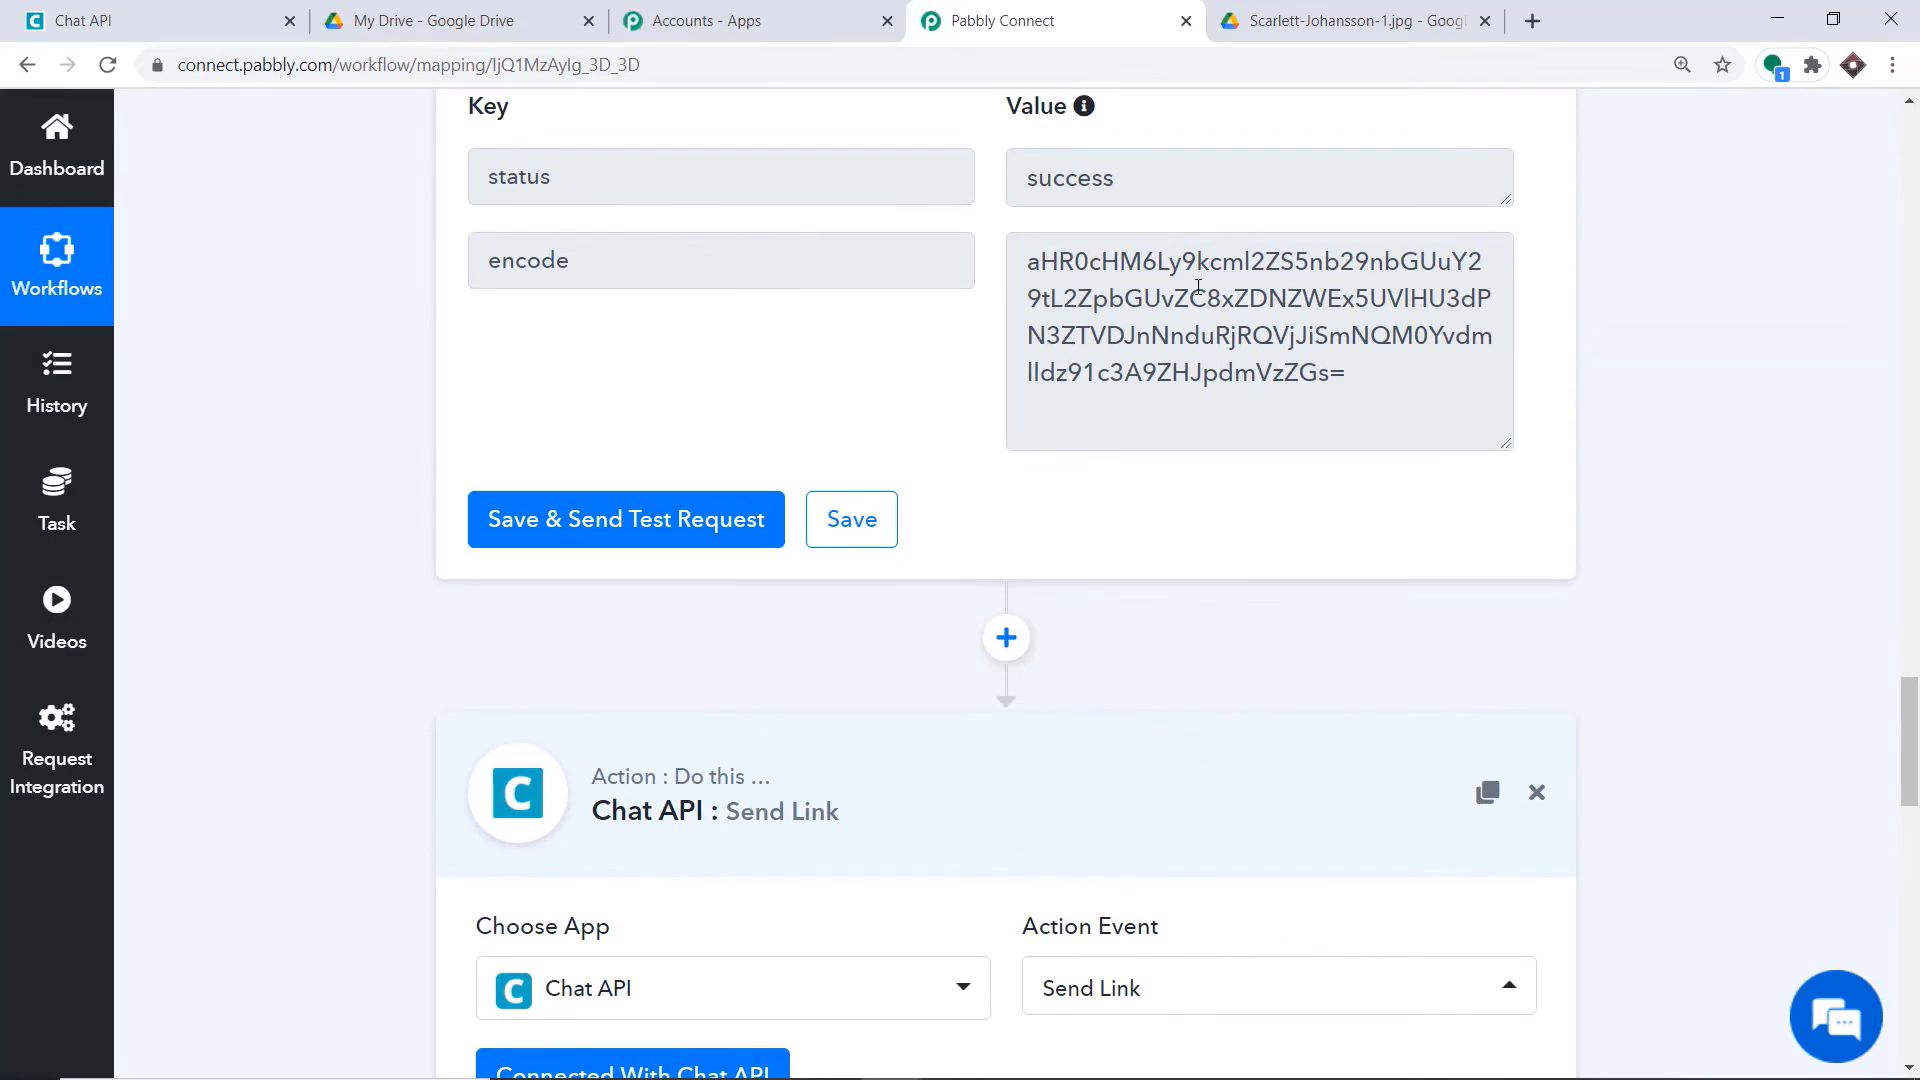 Chat API
My Drive - Google Drive
Accounts - Apps
Pabbly Connect
Scarlett-Johansson-1.jpg - Googl
connect.pabbly.com/workflow/mapping/IjQ1MzAyIg_3D_3D
1
Dashboard
Workflows
History
Task
Videos
Request
Integration
Key
Value
status
success
encode
aHR0cHM6Ly9kcml2ZS5nb29nbGUuY2
9tL2ZpbGUvZC8xZDNZWEx5UVlHU3dP
N3ZTVDJnNnduRjRQVjJiSmNQM0Yvdm
lldz91c3A9ZHJpdmVzZGs=
Save & Send Test Request
Save
Action : Do this ...
Chat API : Send Link
Choose App
Action Event
Chat API
Send Link
Connected With Chat API